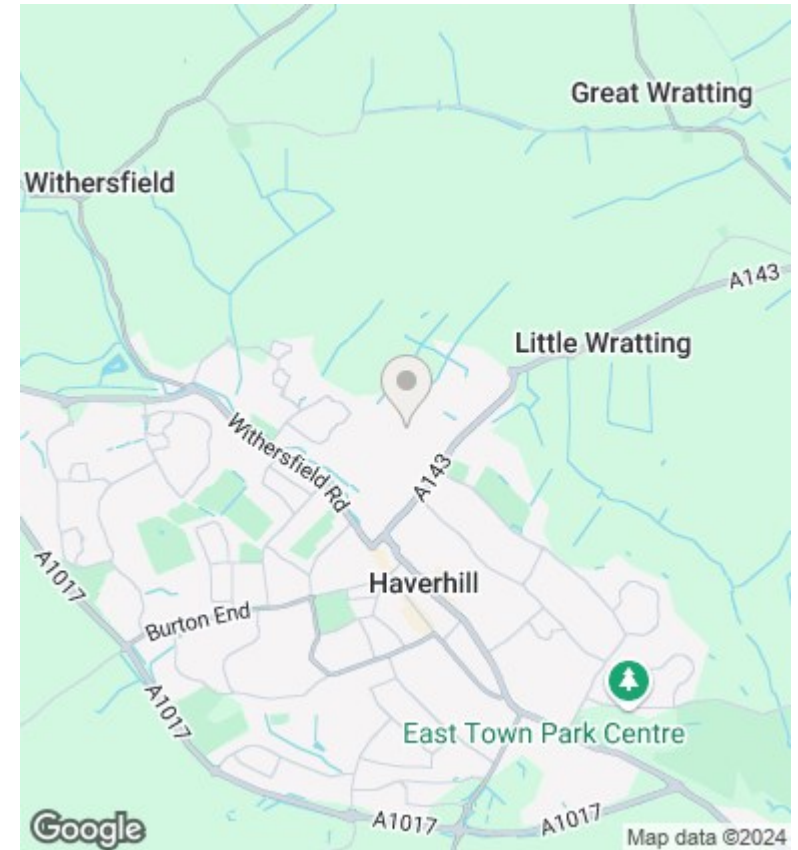 Great Wratting
Withersfield
A143
Little Wratting
Withersfield Rd
A143
A1017
Haverhill
Burton End
A1017
East Town Park Centre
A1017
A1017
Google
Map data ©2024